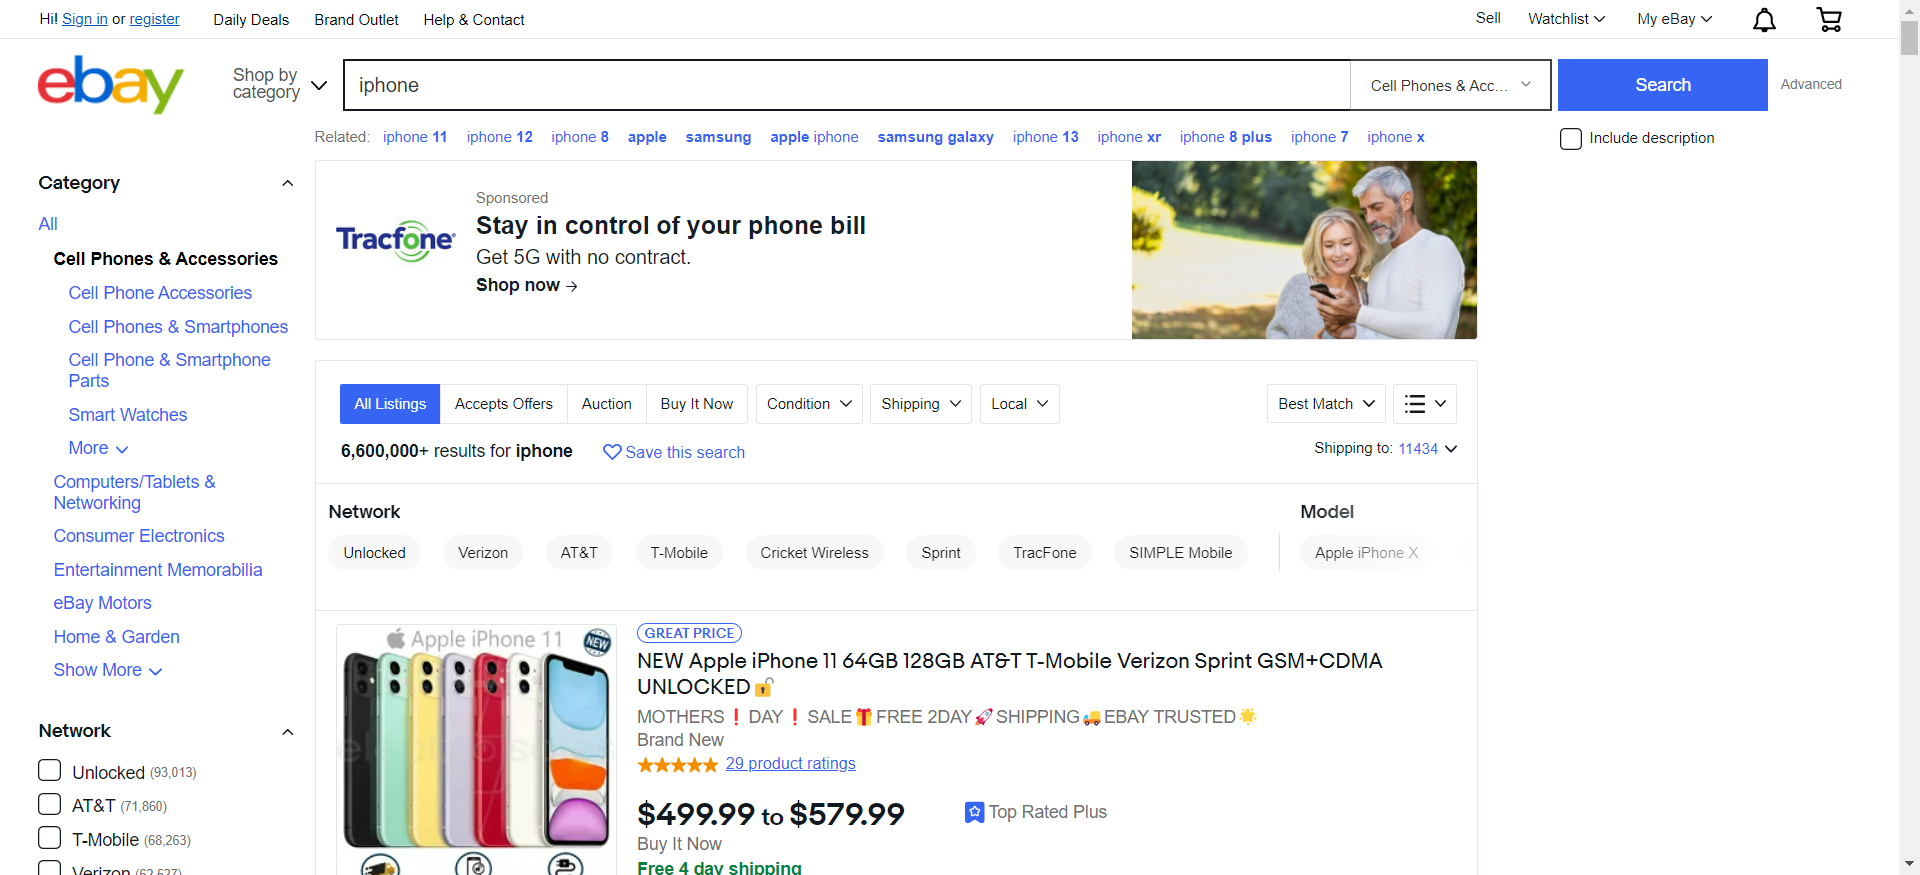 Hi! Sign in or register
Daily Deals
Brand Outlet
Help & Contact
Sell
Watchlist
My eBay
ebay
Shop by
category
iphone
Cell Phones & Acc...
Search
Advanced
Related: iphone 11 iphone 12 iphone 8 apple samsung apple iphone samsung galaxy iphone 13 iphone xr iphone 8 plus iphone 7 iphone x
Include description
Category
All
Cell Phones & Accessories
Cell Phone Accessories
Cell Phones & Smartphones
Cell Phone & Smartphone
Parts
Smart Watches
More
Computers/Tablets &
Networking
Consumer Electronics
Entertainment Memorabilia
eBay Motors
Home & Garden
Show More
Network
Unlocked (93,013)
AT&T (71,860)
T-Mobile (68,263)
Verizon (62,527)
Tracfone
Sponsored
Stay in control of your phone bill
Get 5G with no contract.
Shop now →
All Listings
Accepts Offers
Auction
Buy It Now
Condition
Shipping
Local
Best Match
6,600,000+ results for iphone
Save this search
Shipping to: 11434
Network
Unlocked
Verizon
AT&T
T-Mobile
Cricket Wireless
Sprint
TracFone
SIMPLE Mobile
Model
Apple iPhone X
Apple iPhone 11
NEW
GREAT PRICE
NEW Apple iPhone 11 64GB 128GB AT&T T-Mobile Verizon Sprint GSM+CDMA
UNLOCKED🔓
MOTHERS❗DAY❗SALE🎁FREE 2DAY🚀SHIPPING🚚EBAY TRUSTED🌟
Brand New
29 product ratings
$499.99 to $579.99
Buy It Now
Free 4 day shipping
Top Rated Plus